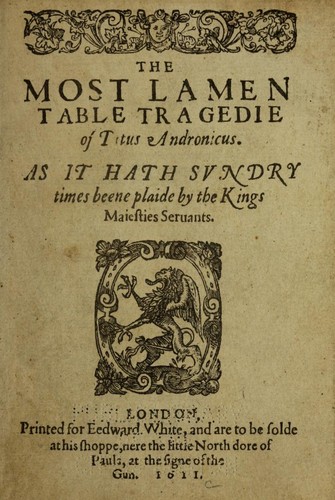 THE
MOST LAMEN
TABLE TRAGEDIE
of Titus Andronicus.
AS IT HATH SVNDRY
times beene plaide by the Kings
Maiesties Seruants.
LONDON,
Printed for Eedward White, and are to be solde
at his shoppe, nere the little North dore of
Pauls, at the signe of the
Gun. 1611.